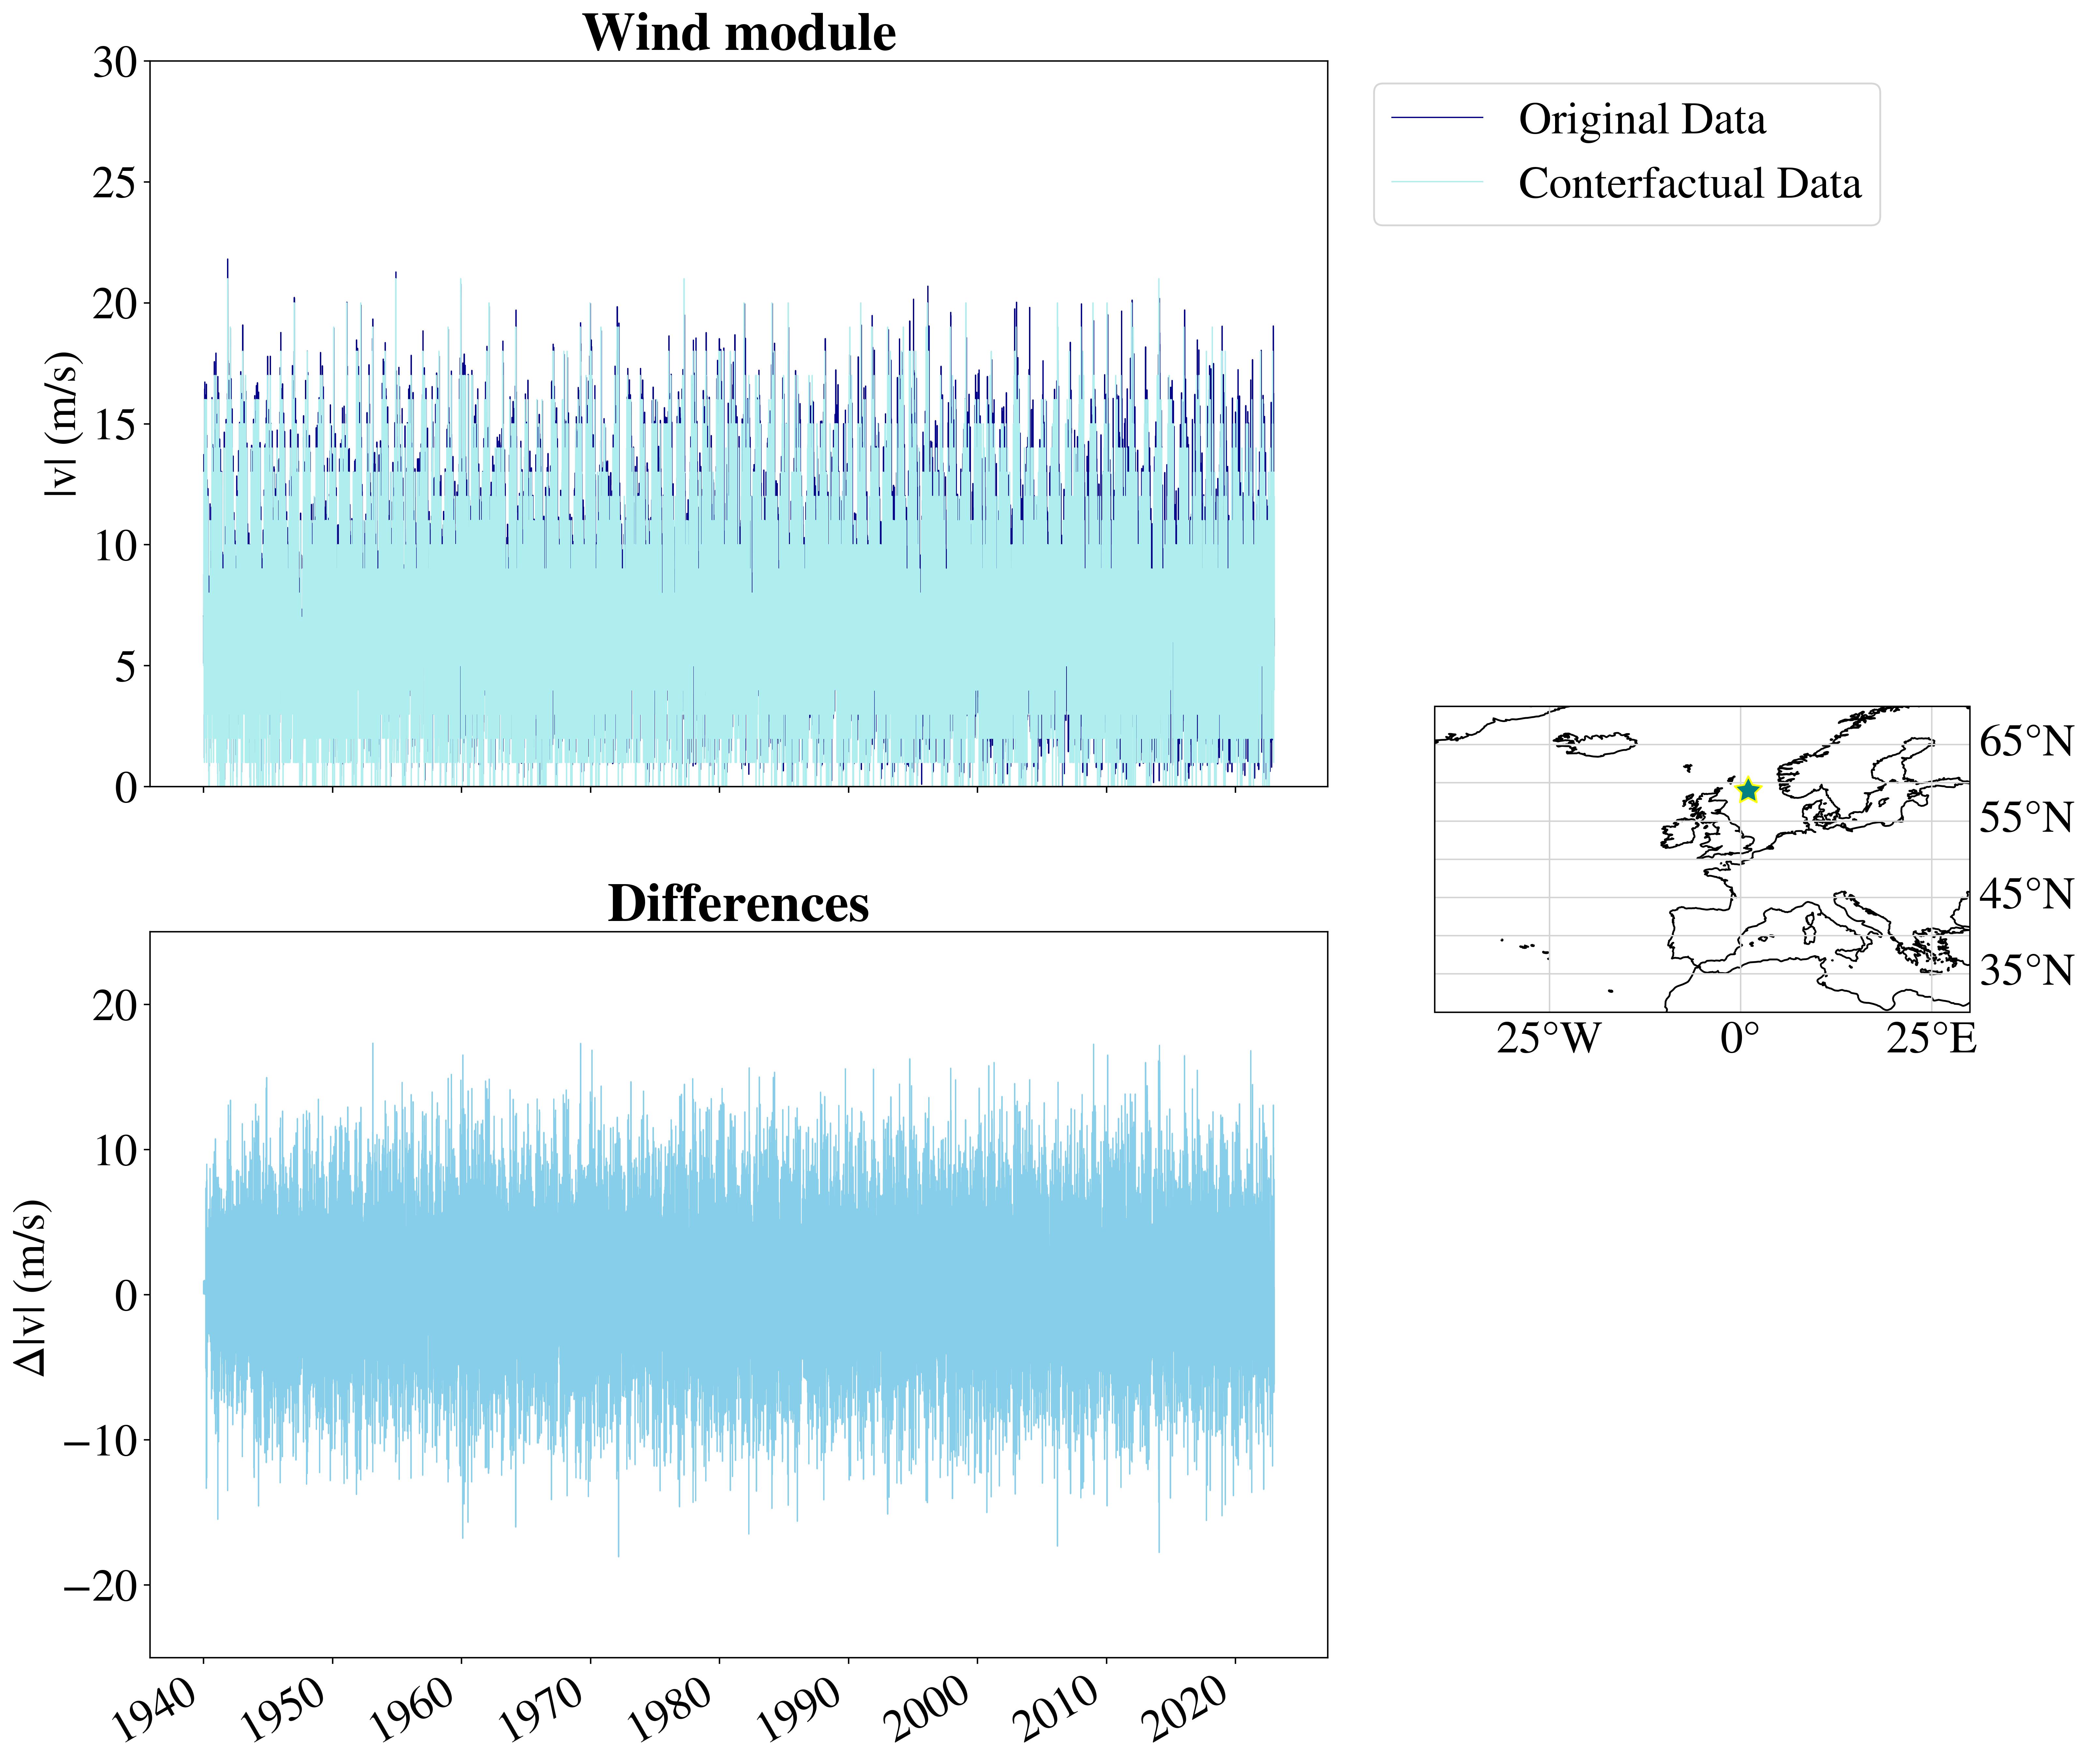 Wind module
30
25
20
15
10
5
0
|v| (m/s)
Original Data
Conterfactual Data
65°N
55°N
45°N
35°N
25°W 0° 25°E
Differences
20
10
0
−10
−20
Δ|v| (m/s)
1940 1950 1960 1970 1980 1990 2000 2010 2020